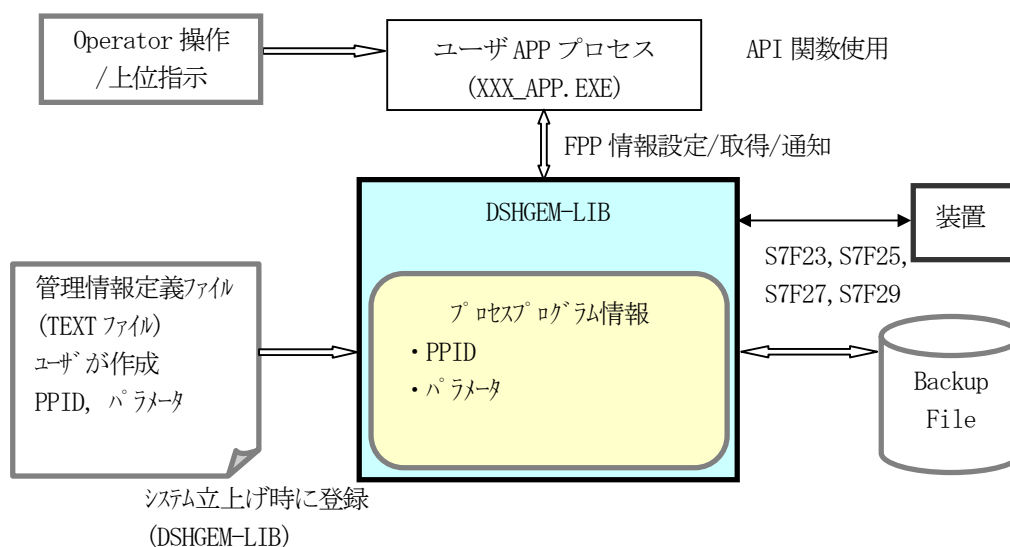 Operator 操作
/上位指示
ユーザ APP プロセス
(XXX_APP.EXE)
API 関数使用
FPP 情報設定/取得/通知
DSHGEM-LIB
装置
S7F23, S7F25,
S7F27, S7F29
管理情報定義ファイル
(TEXT ファイル)
ユーザが作成
PPID, パラメータ
プロセスプログラム情報
・PPID
・パラメータ
Backup
File
システム立上げ時に登録
(DSHGEM-LIB)